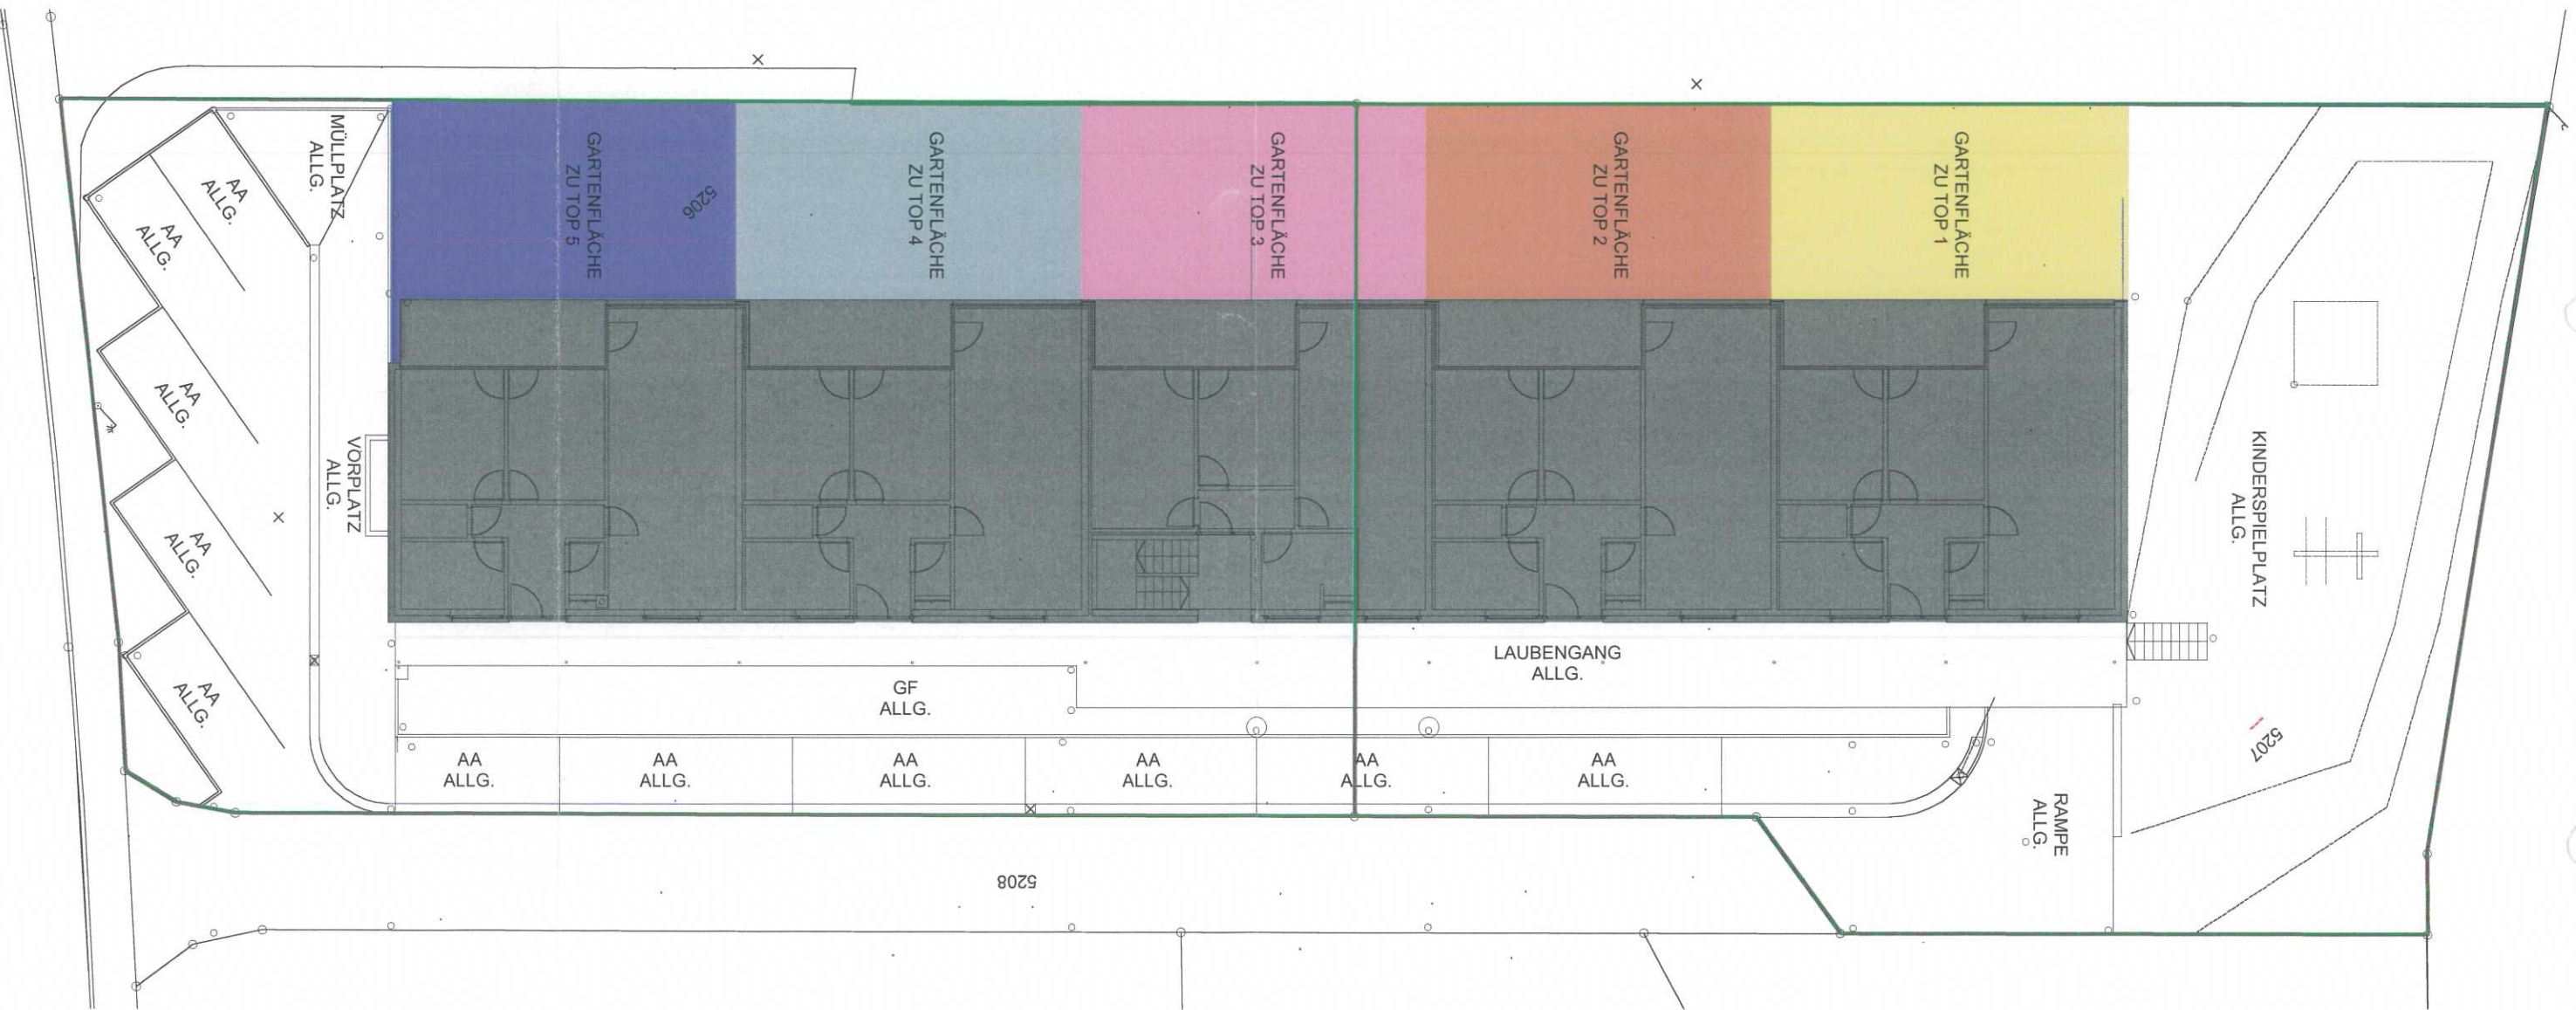 MÜLLPLATZ
ALLG.
GARTENFLÄCHE
ZU TOP 5
5206
GARTENFLÄCHE
ZU TOP 4
GARTENFLÄCHE
ZU TOP 3
GARTENFLÄCHE
ZU TOP 2
GARTENFLÄCHE
ZU TOP 1
AA
ALLG.
AA
ALLG.
AA
ALLG.
AA
ALLG.
AA
ALLG.
VORPLATZ
ALLG.
KINDERSPIELPLATZ
ALLG.
LAUBENGANG
ALLG.
GF
ALLG.
AA
ALLG.
AA
ALLG.
AA
ALLG.
AA
ALLG.
AA
ALLG.
AA
ALLG.
5207
RAMPE
ALLG.
5208